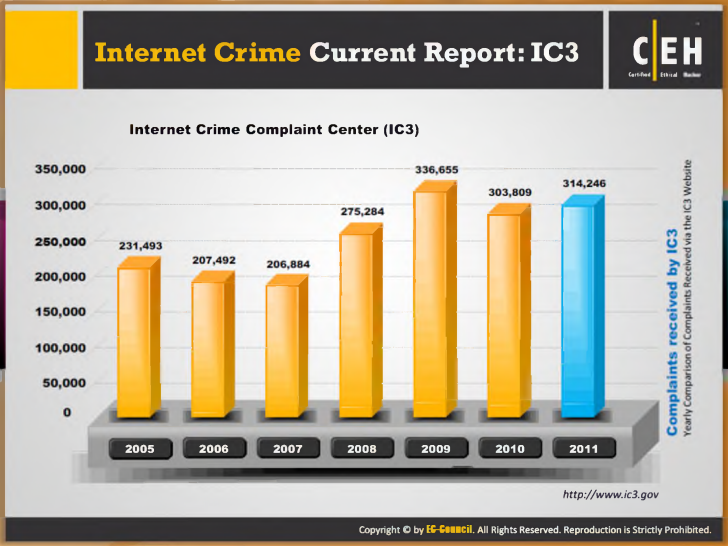 Internet Crime Current Report: IC3
C|EH
Certified Ethical Hacker
Internet Crime Complaint Center (IC3)
350,000
300,000
250,000
200,000
150,000
100,000
50,000
0
231,493
207,492
206,884
275,284
336,655
303,809
314,246
2005 2006 2007 2008 2009 2010 2011
Complaints received by IC3
Yearly Comparison of Complaints Received via the IC3 Website
http://www.ic3.gov
Copyright © by EC-Council. All Rights Reserved. Reproduction is Strictly Prohibited.